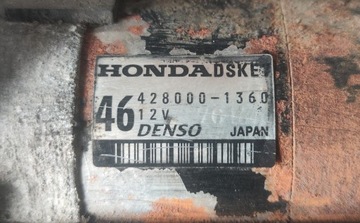 HONDA DSKE
46 428000-1360
12V
DENSO JAPAN